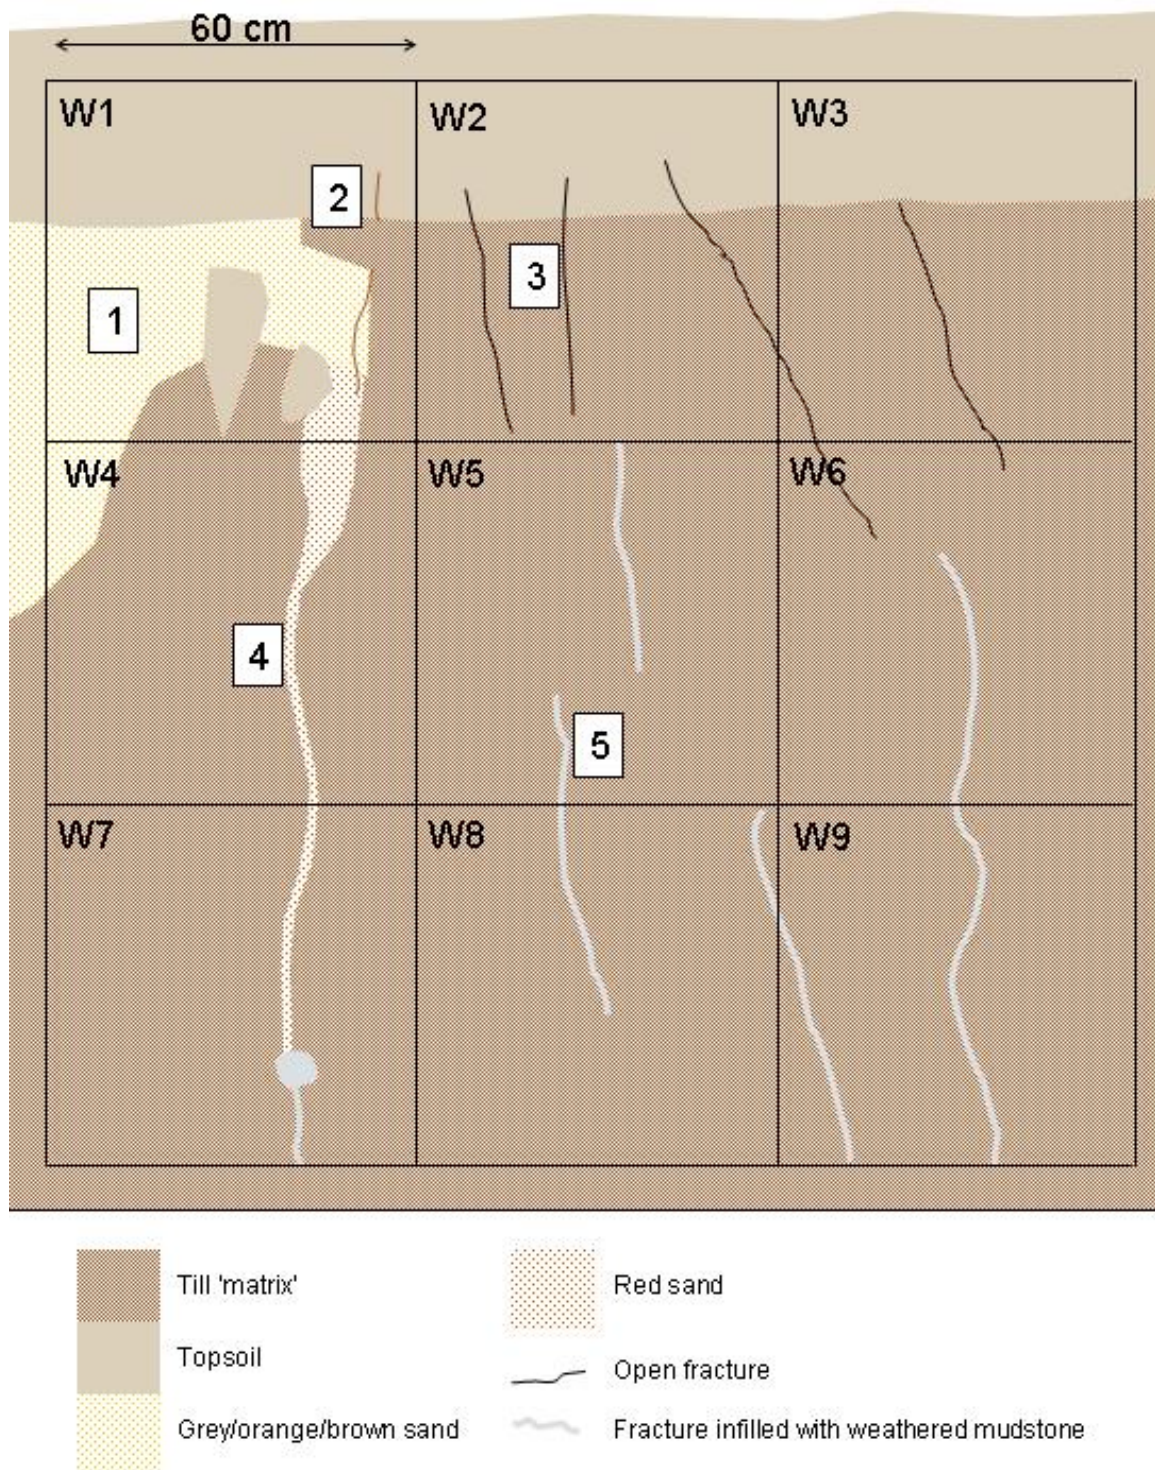 60 cm
W1
W2
W3
2
3
1
W4
W5
W6
4
5
W7
W8
W9
Till 'matrix'
Red sand
Topsoil
Open fracture
Grey/orange/brown sand
Fracture infilled with weathered mudstone